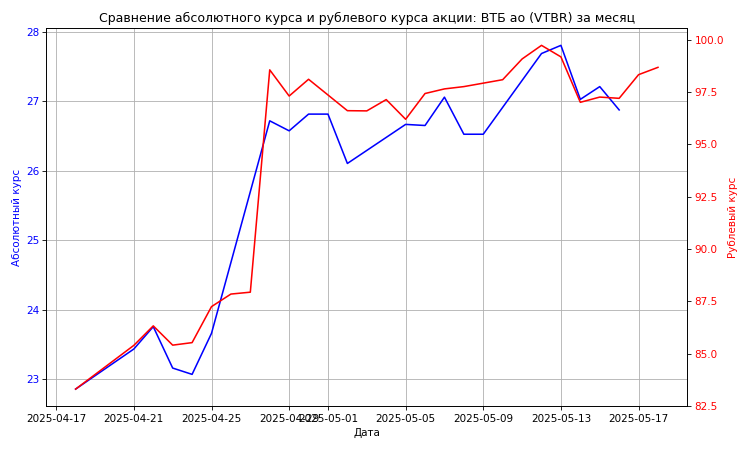 Сравнение абсолютного курса и рублевого курса акции: ВТБ ао (VTBR) за месяц
28
27
26
25
24
23
Абсолютный курс
100.0
97.5
95.0
92.5
90.0
87.5
85.0
82.5
Рублевый курс
2025-04-17 2025-04-21 2025-04-25 2025-04-29 2025-05-01 2025-05-05 2025-05-09 2025-05-13 2025-05-17
Дата